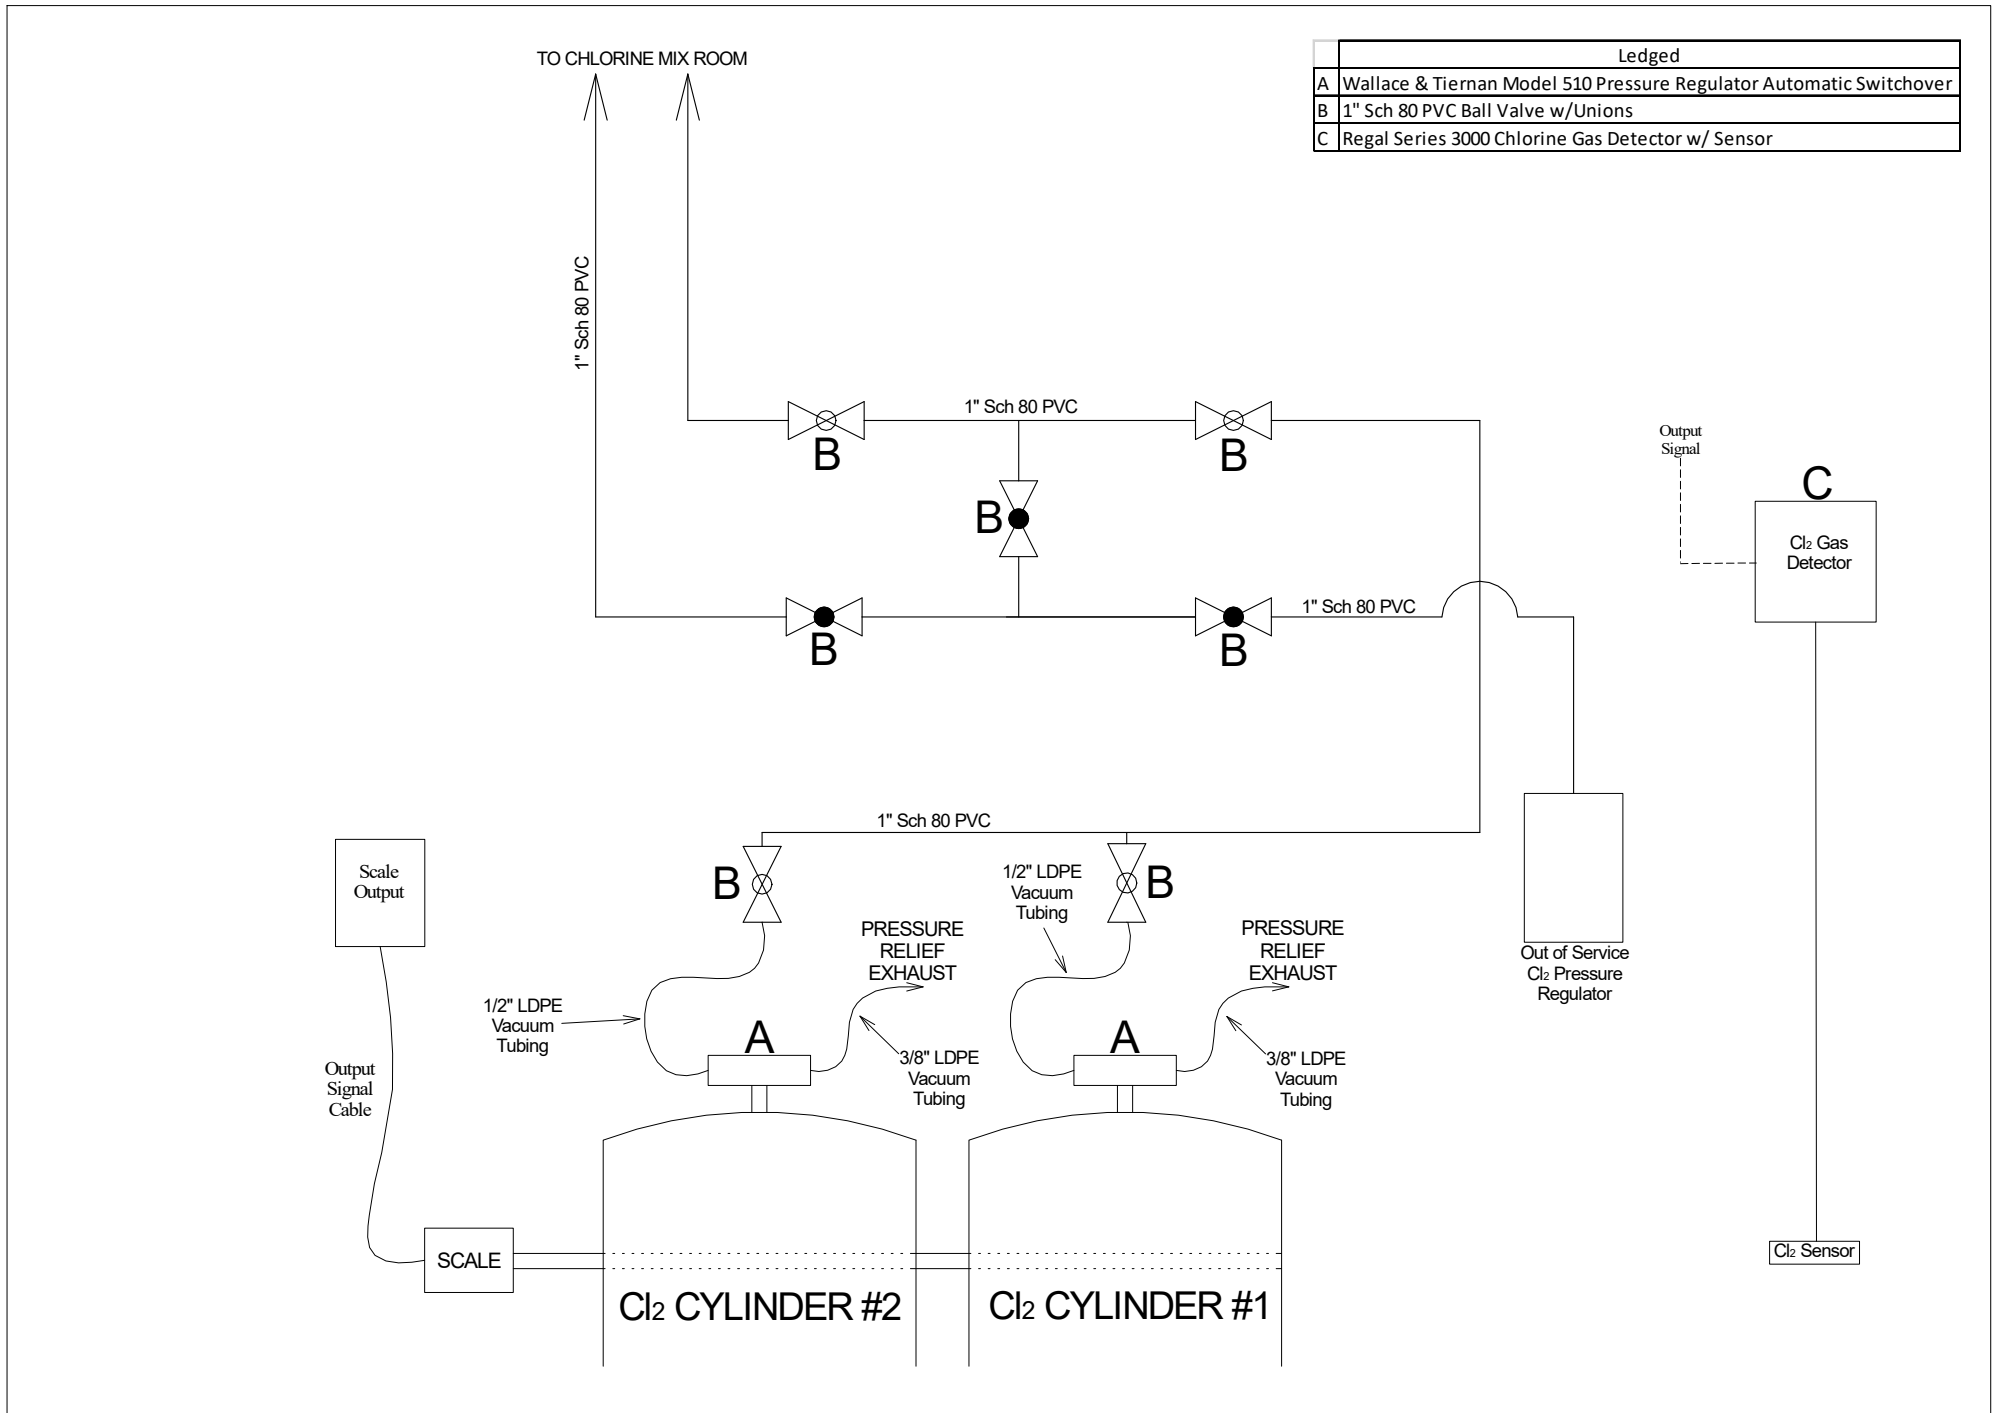 TO CHLORINE MIX ROOM
Ledged
A Wallace & Tiernan Model 510 Pressure Regulator Automatic Switchover
B 1" Sch 80 PVC Ball Valve w/Unions
C Regal Series 3000 Chlorine Gas Detector w/ Sensor
1" Sch 80 PVC
1" Sch 80 PVC
B
B
B
Output
Signal
C
Cl2 Gas
Detector
1" Sch 80 PVC
B
B
1" Sch 80 PVC
Scale
Output
B
1/2" LDPE
Vacuum
Tubing
B
PRESSURE
RELIEF
EXHAUST
PRESSURE
RELIEF
EXHAUST
Out of Service
Cl2 Pressure
Regulator
1/2" LDPE
Vacuum
Tubing
A
3/8" LDPE
Vacuum
Tubing
A
3/8" LDPE
Vacuum
Tubing
Output
Signal
Cable
SCALE
Cl2 CYLINDER #2
Cl2 CYLINDER #1
Cl2 Sensor